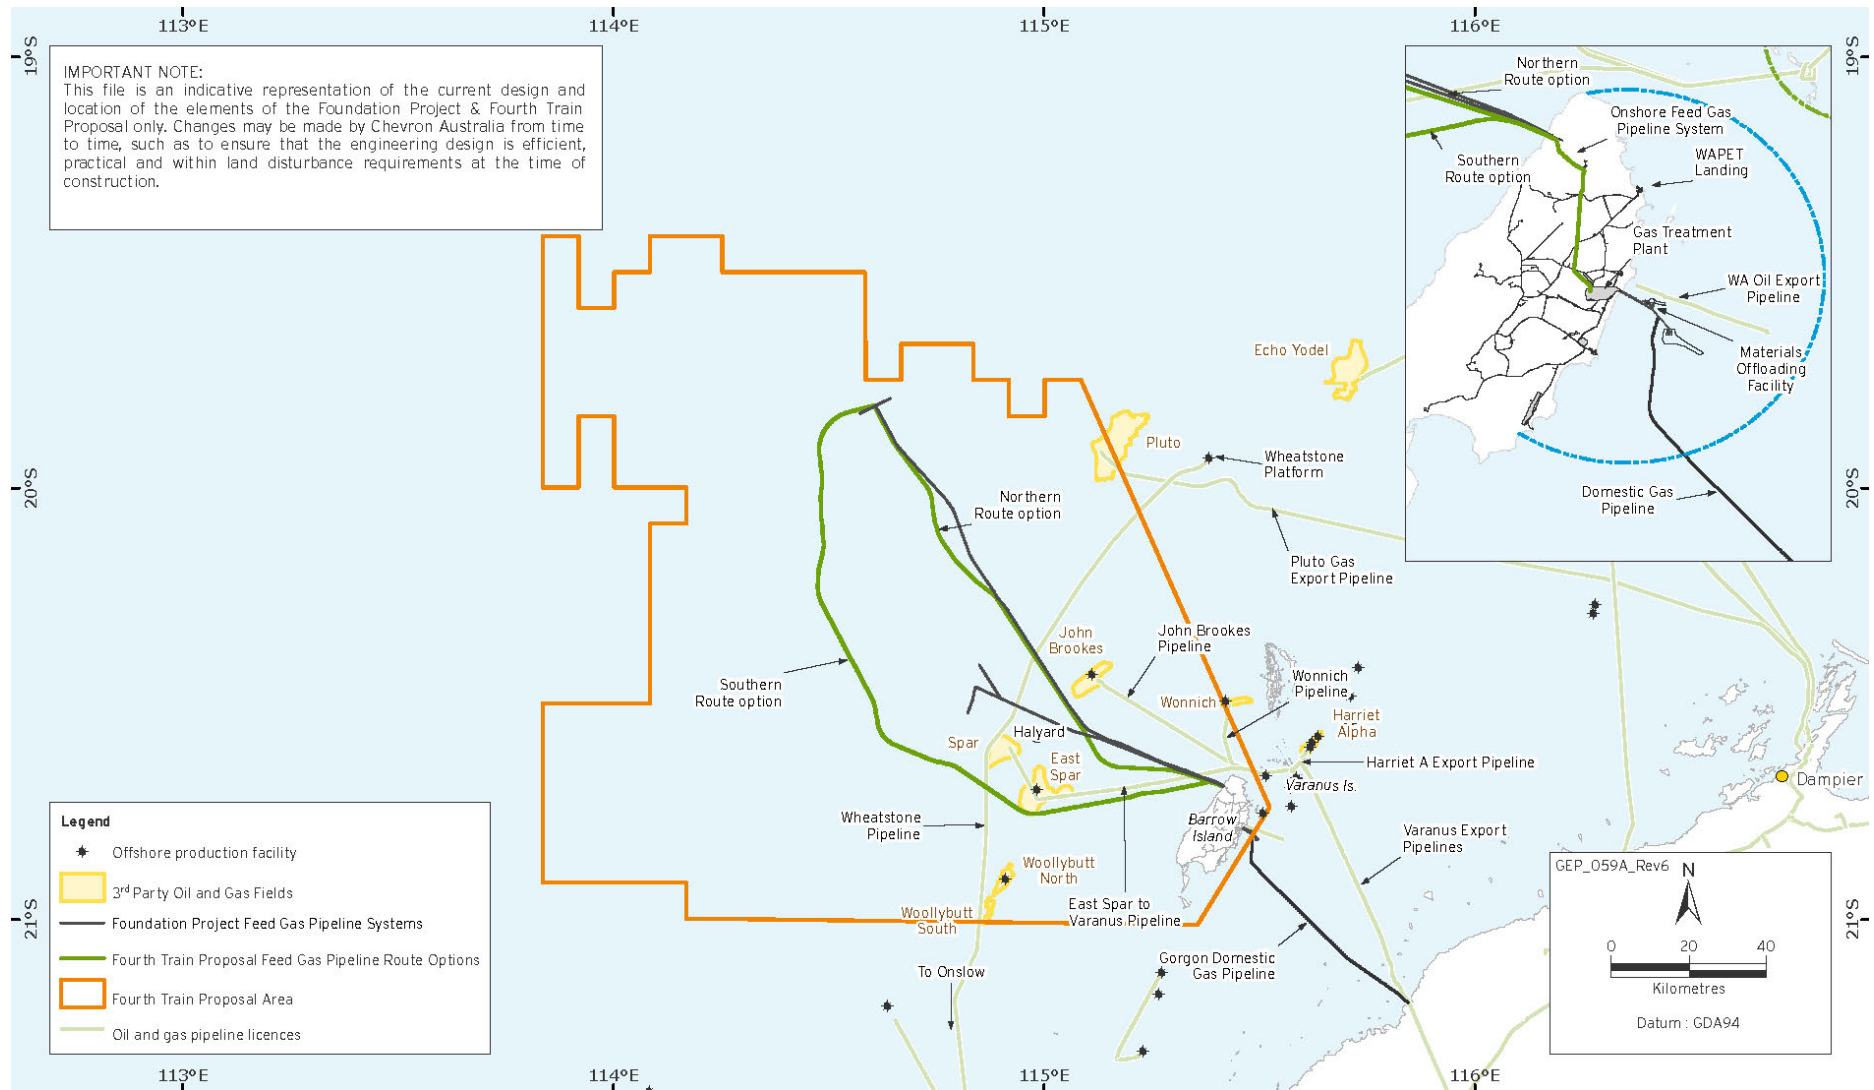 113°E
114°E
115°E
116°E
19°S
19°S
IMPORTANT NOTE:
This file is an indicative representation of the current design and
location of the elements of the Foundation Project & Fourth Train
Proposal only. Changes may be made by Chevron Australia from time
to time, such as to ensure that the engineering design is efficient,
practical and within land disturbance requirements at the time of
construction.
Northern
Route option
Onshore Feed Gas
Pipeline System
WAPET
Landing
Southern
Route option
Gas Treatment
Plant
WA Oil Export
Pipeline
Materials
Offloading
Facility
Domestic Gas
Pipeline
Echo Yodel
Pluto
Wheatstone
Platform
20°S
20°S
Northern
Route option
Pluto Gas
Export Pipeline
John
Brookes
John Brookes
Pipeline
Southern
Route option
Wonnich
Wonnich
Pipeline
Harriet
Alpha
Spar
Halyard
East
Spar
Harriet A Export Pipeline
Varanus Is.
Dampier
Wheatstone
Pipeline
Barrow
Island
Varanus Export
Pipelines
Woollybutt
North
Woollybutt
South
East Spar to
Varanus Pipeline
21°S
21°S
To Onslow
Gorgon Domestic
Gas Pipeline
Legend
Offshore production facility
3rd Party Oil and Gas Fields
Foundation Project Feed Gas Pipeline Systems
Fourth Train Proposal Feed Gas Pipeline Route Options
Fourth Train Proposal Area
Oil and gas pipeline licences
GEP_059A_Rev6
N
0 20 40
Kilometres
Datum : GDA94
113°E
114°E
115°E
116°E